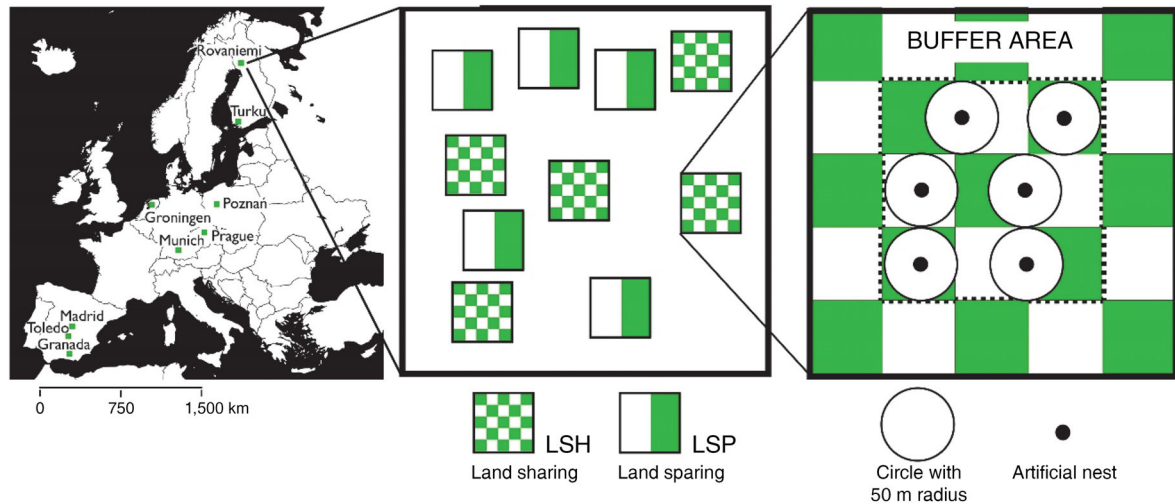 Rovaniemi
Turku
Groningen
Poznań
Munich
Prague
Madrid
Toledo
Granada
0 750 1,500 km
BUFFER AREA
LSH
Land sharing
LSP
Land sparing
Circle with
50 m radius
Artificial nest